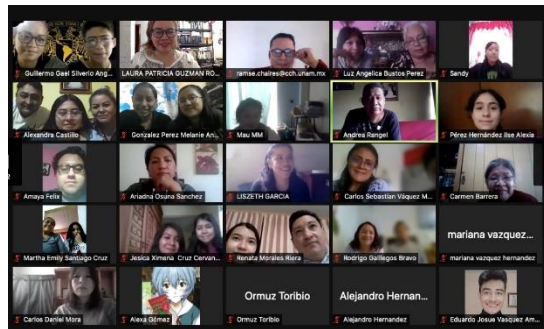 Guillermo Gael Silverio Ang...
LAURA PATRICIA GUZMAN RO...
ramse.chaires@cch.unam.mx
Luz Angelica Bustos Perez
Sandy
Alexandra Castillo
Gonzalez Perez Melanie An...
Mau MM
Andrea Rangel
Pérez Hernández Ilse Alexia
Amaya Felix
Ariadna Osuna Sanchez
LISZETH GARCIA
Carlos Sebastian Váquez M...
Carmen Barrera
Martha Emily Santiago Cruz
Jesica Ximena Cruz Cervan...
Renata Morales Riera
Rodrigo Gallegos Bravo
mariana vazquez...
mariana vazquez hernandez
Carlos Daniel Mora
Alexa Gómez
Ormuz Toribio
Ormuz Toribio
Alejandro Hernan...
Alejandro Hernandez
Eduardo Josue Vasquez Am...